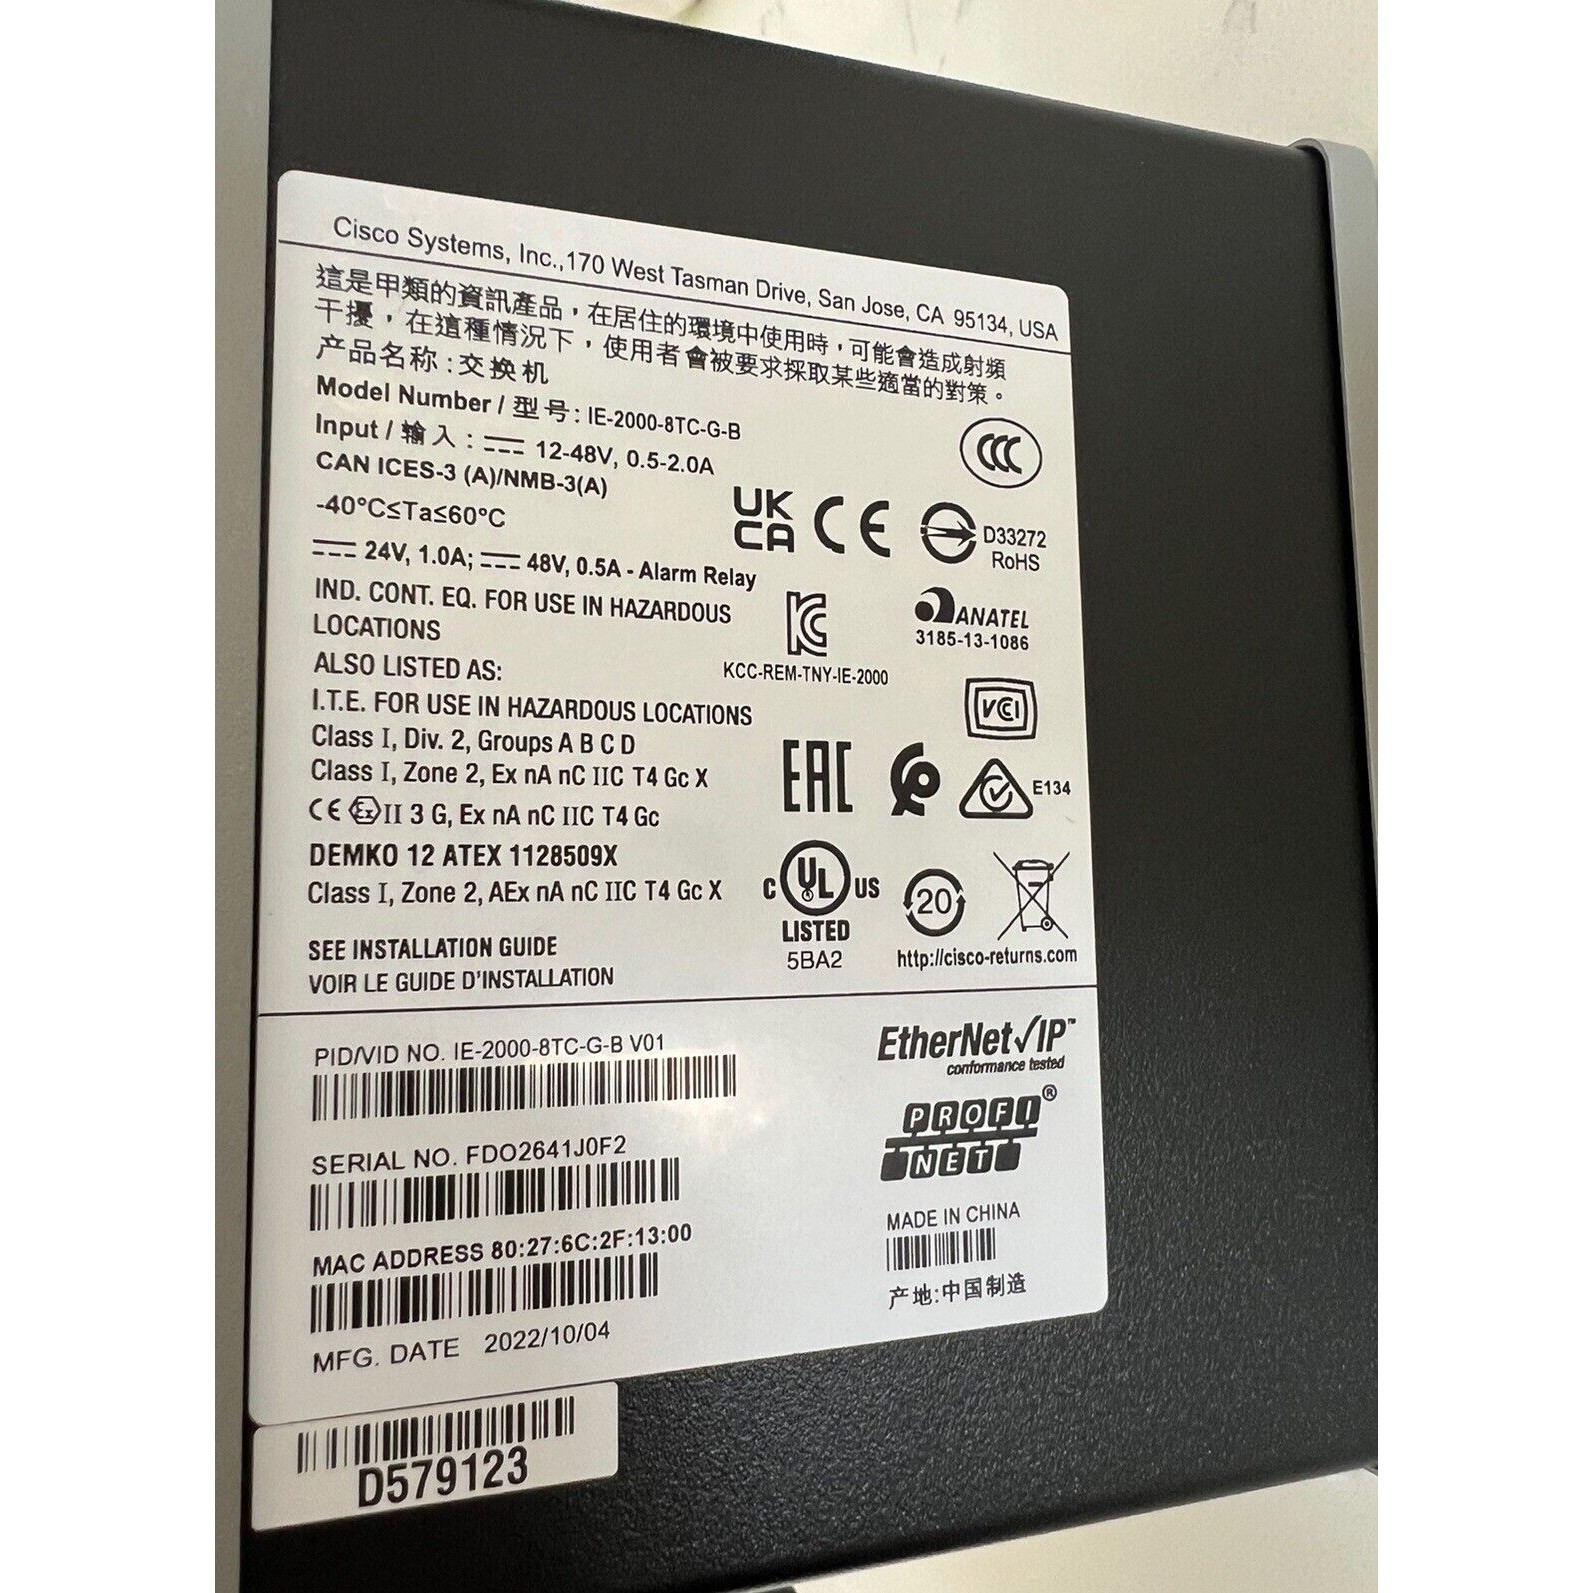 Cisco Systems, Inc.,170 West Tasman Drive, San Jose, CA 95134, USA
這是甲類的資訊產品，在居住的環境中使用時，可能會造成射頻
干擾，在這種情況下，使用者會被要求採取某些適當的對策。
产品名称:交换机
Model Number / 型号: IE-2000-8TC-G-B
Input / 輸入: ⎓ 12-48V, 0.5-2.0A
CAN ICES-3 (A)/NMB-3(A)
-40°C≤Ta≤60°C
⎓ 24V, 1.0A; ⎓ 48V, 0.5A - Alarm Relay
IND. CONT. EQ. FOR USE IN HAZARDOUS
LOCATIONS
ALSO LISTED AS:
I.T.E. FOR USE IN HAZARDOUS LOCATIONS
Class I, Div. 2, Groups A B C D
Class I, Zone 2, Ex nA nC IIC T4 Gc X
CE Ex II 3 G, Ex nA nC IIC T4 Gc
DEMKO 12 ATEX 1128509X
Class I, Zone 2, AEx nA nC IIC T4 Gc X
SEE INSTALLATION GUIDE
VOIR LE GUIDE D'INSTALLATION
CCC
UK
CA
CE
D33272
RoHS
KC
KCC-REM-TNY-IE-2000
ANATEL
3185-13-1086
VCI
EAC
E134
C UL US
LISTED
5BA2
20
http://cisco-returns.com
PID/VID NO. IE-2000-8TC-G-B V01
SERIAL NO. FDO2641J0F2
MAC ADDRESS 80:27:6C:2F:13:00
MFG. DATE 2022/10/04
EtherNet/IP™
conformance tested
PROFI®
NET
MADE IN CHINA
产地:中国制造
D579123